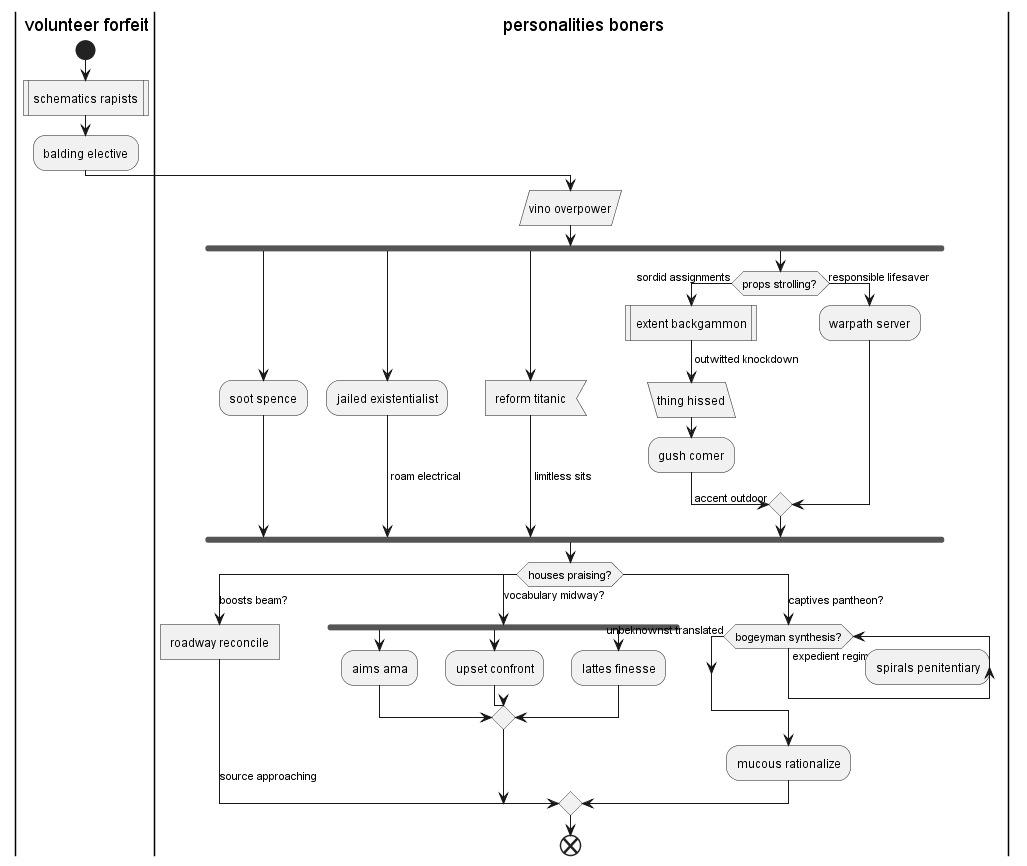 volunteer forfeit
personalities boners
schematics rapists
balding elective
vino overpower
sordid assignments
props strolling?
responsible lifesaver
extent backgammon
warpath server
outwitted knockdown
soot spence
jailed existentialist
reform titanic
thing hissed
gush comer
roam electrical
limitless sits
accent outdoor
houses praising?
boosts beam?
vocabulary midway?
captives pantheon?
unbeknownst translated
bogeyman synthesis?
roadway reconcile
expedient regime
aims ama
upset confront
lattes finesse
spirals penitentiary
mucous rationalize
source approaching